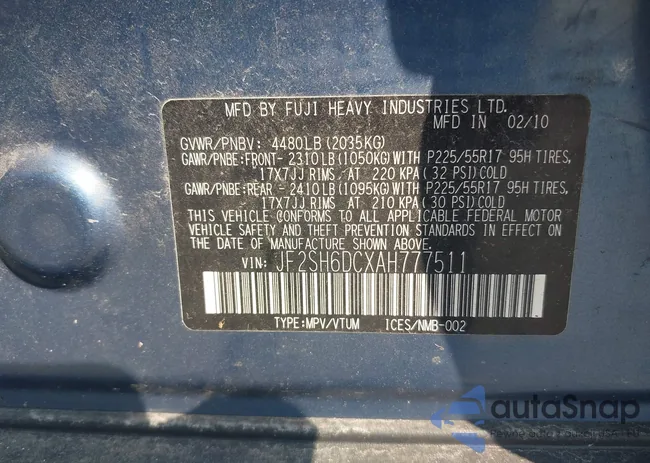 MFD BY FUJI HEAVY INDUSTRIES LTD.
MFD IN 02/10
GVWR/PNBV: 4480LB (2035KG)
GAWR/PNBE:FRONT- 2310LB (1050KG) WITH P225/55R17 95H TIRES,
17X7JJ RIMS AT 220 KPA (32 PSI) COLD
GAWR/PNBE:REAR - 2410LB (1095KG) WITH P225/55R17 95H TIRES,
17X7JJ RIMS AT 210 KPA (30 PSI) COLD
THIS VEHICLE CONFORMS TO ALL APPLICABLE FEDERAL MOTOR
VEHICLE SAFETY AND THEFT PREVENTION STANDARDS IN EFFECT ON
THE DATE OF MANUFACTURE SHOWN ABOVE.
VIN: JF2SH6DCXAH777511
TYPE:MPV/VTUM ICES/NMB-002
autoSnap